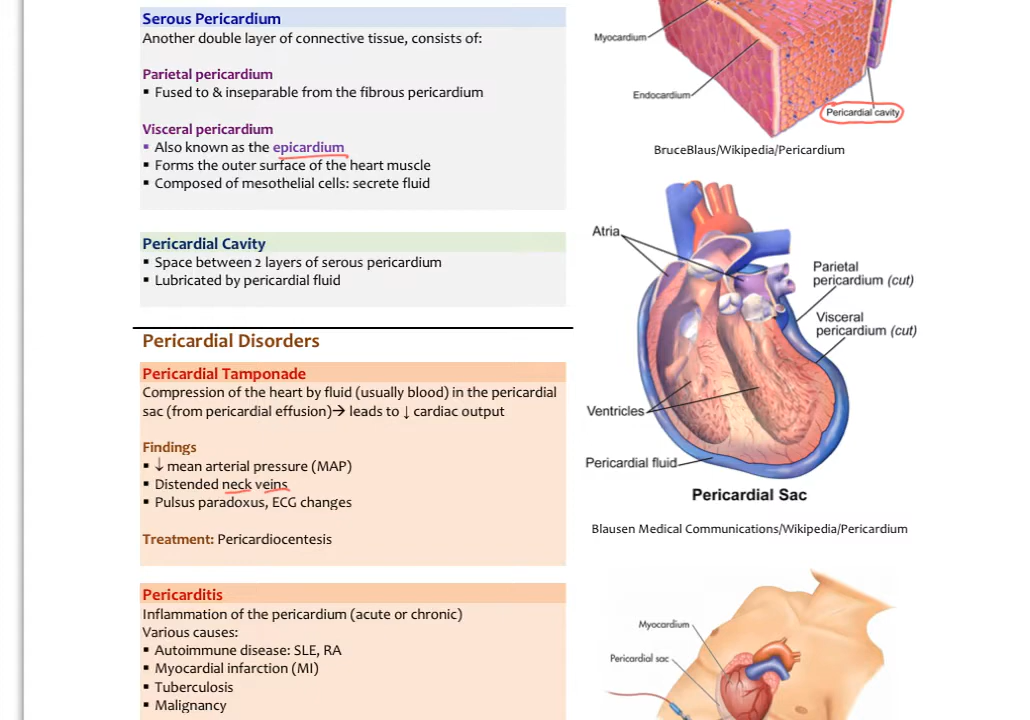 Serous Pericardium
Another double layer of connective tissue, consists of:
Parietal pericardium
▪ Fused to & inseparable from the fibrous pericardium
Visceral pericardium
▪ Also known as the epicardium
▪ Forms the outer surface of the heart muscle
▪ Composed of mesothelial cells: secrete fluid
Pericardial Cavity
▪ Space between 2 layers of serous pericardium
▪ Lubricated by pericardial fluid
Pericardial Disorders
Pericardial Tamponade
Compression of the heart by fluid (usually blood) in the pericardial
sac (from pericardial effusion)→ leads to ↓ cardiac output
Findings
▪ ↓ mean arterial pressure (MAP)
▪ Distended neck veins
▪ Pulsus paradoxus, ECG changes
Treatment: Pericardiocentesis
Pericarditis
Inflammation of the pericardium (acute or chronic)
Various causes:
▪ Autoimmune disease: SLE, RA
▪ Myocardial infarction (MI)
▪ Tuberculosis
▪ Malignancy
Myocardium
Endocardium
Pericardial cavity
BruceBlaus/Wikipedia/Pericardium
Atria
Parietal
pericardium (cut)
Visceral
pericardium (cut)
Ventricles
Pericardial fluid
Pericardial Sac
Blausen Medical Communications/Wikipedia/Pericardium
Myocardium
Pericardial sac